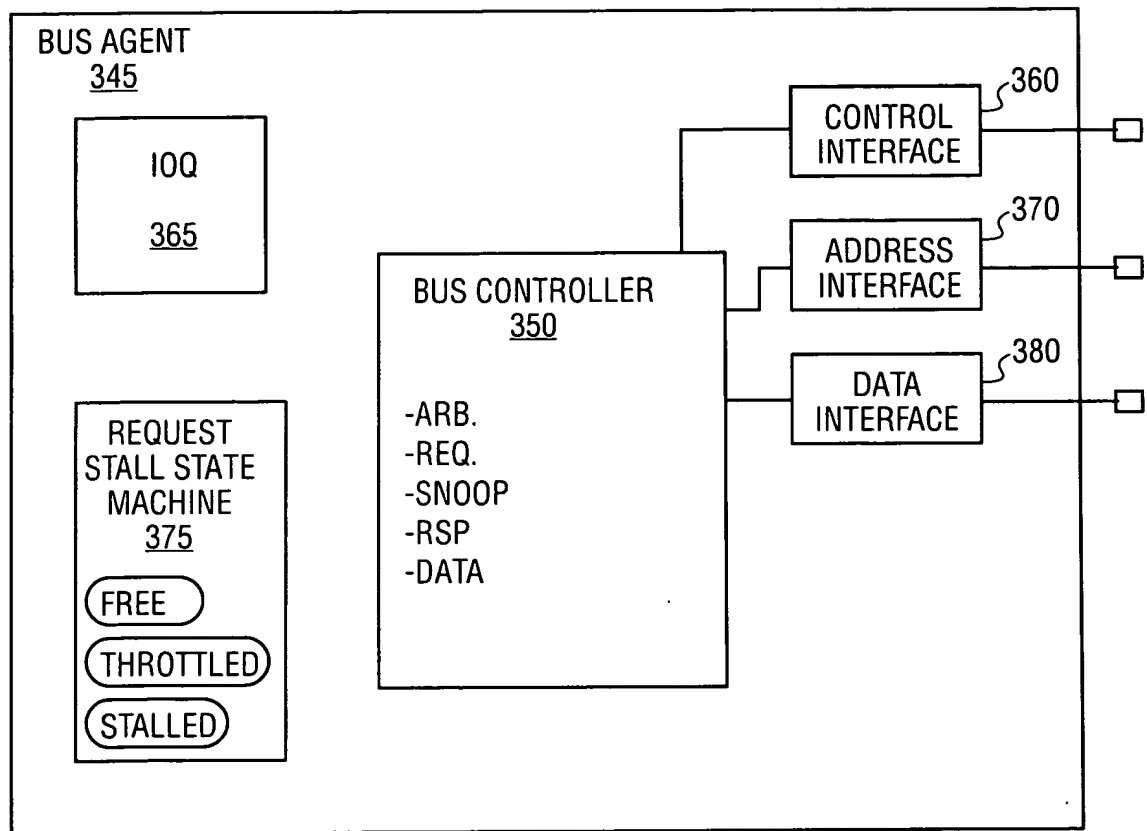 BUS AGENT
345
IOQ
365
REQUEST
STALL STATE
MACHINE
375
FREE
THROTTLED
STALLED
BUS CONTROLLER
350
-ARB.
-REQ.
-SNOOP
-RSP
-DATA
CONTROL
INTERFACE
360
ADDRESS
INTERFACE
370
DATA
INTERFACE
380